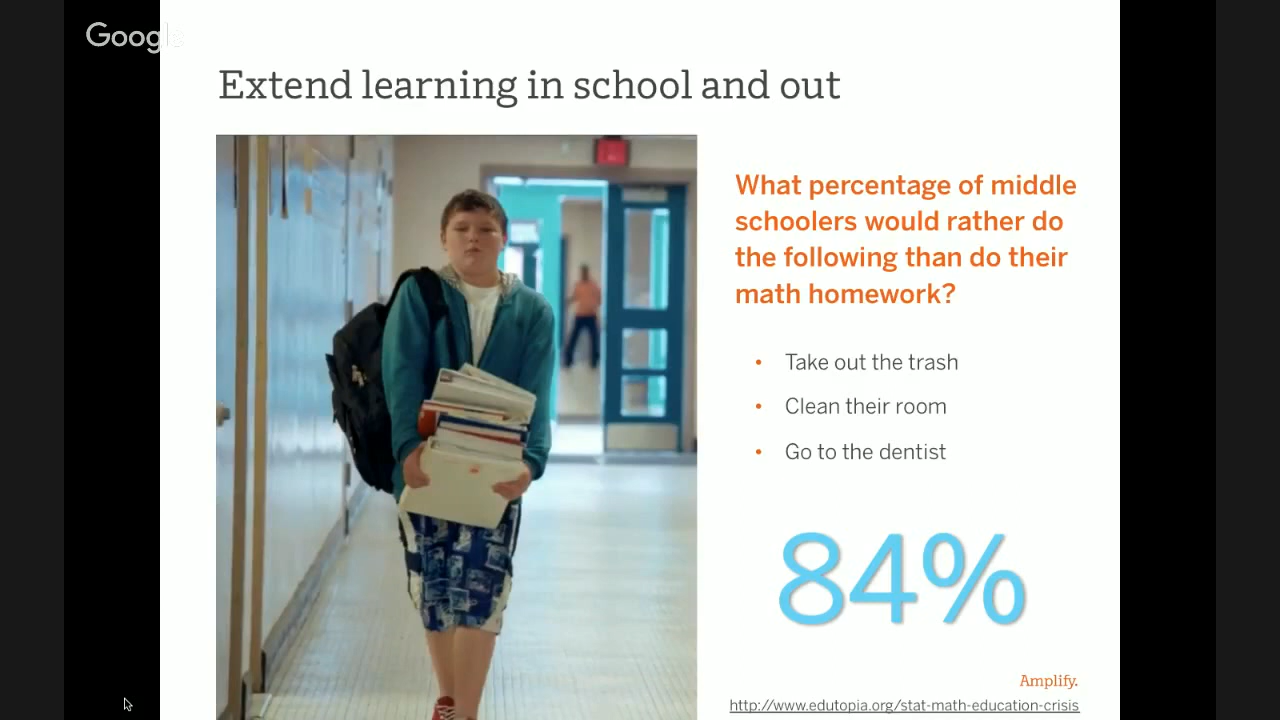 Google
Extend learning in school and out
What percentage of middle
schoolers would rather do
the following than do their
math homework?
• Take out the trash
• Clean their room
• Go to the dentist
84%
Amplify.
http://www.edutopia.org/stat-math-education-crisis